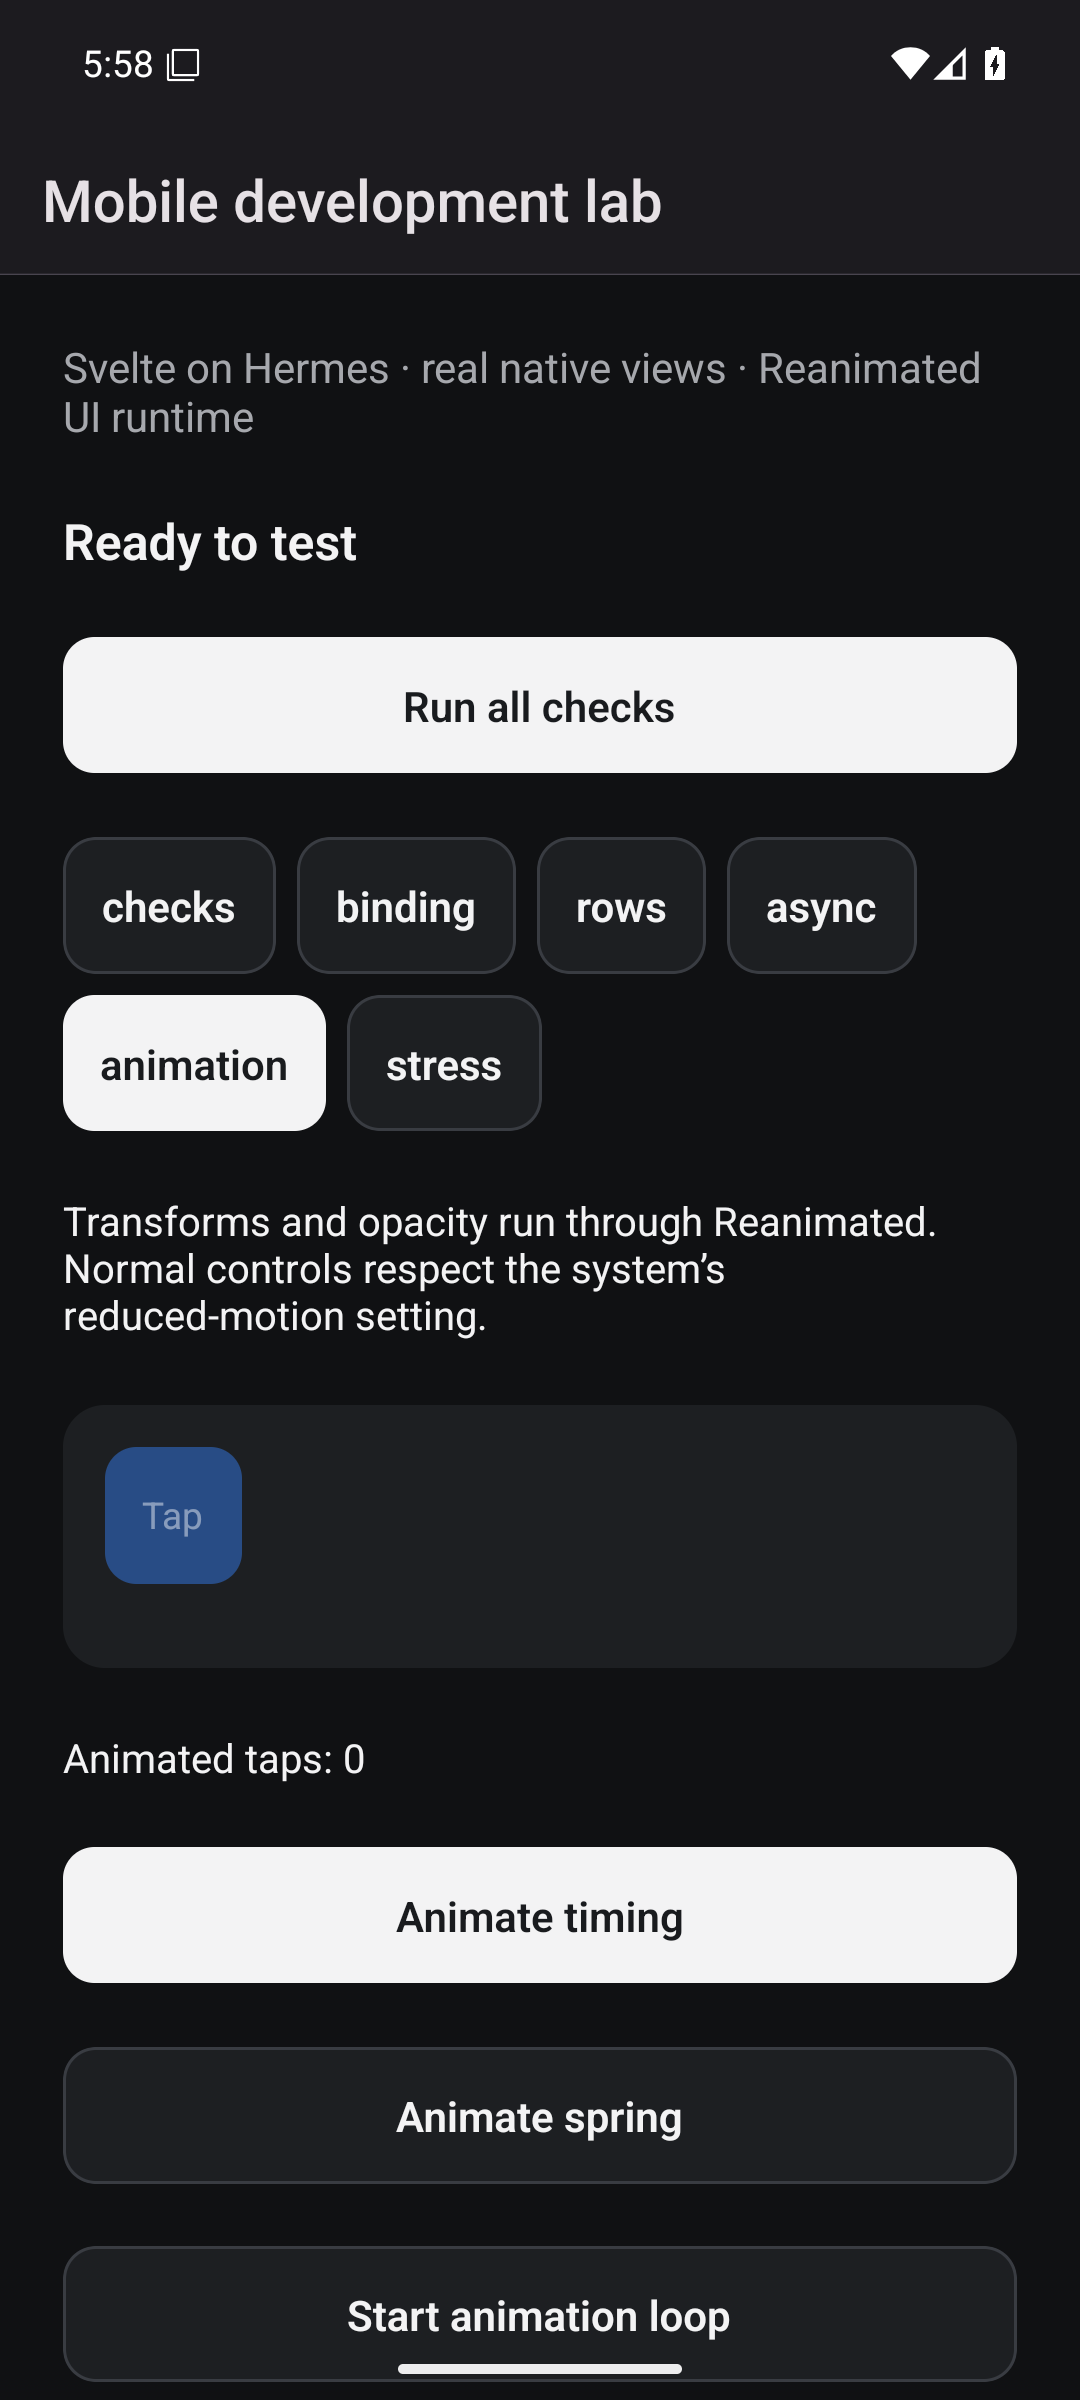 5:58
Mobile development lab
Svelte on Hermes · real native views · Reanimated
UI runtime
Ready to test
Run all checks
checks
binding
rows
async
animation
stress
Transforms and opacity run through Reanimated.
Normal controls respect the system’s
reduced-motion setting.
Tap
Animated taps: 0
Animate timing
Animate spring
Start animation loop